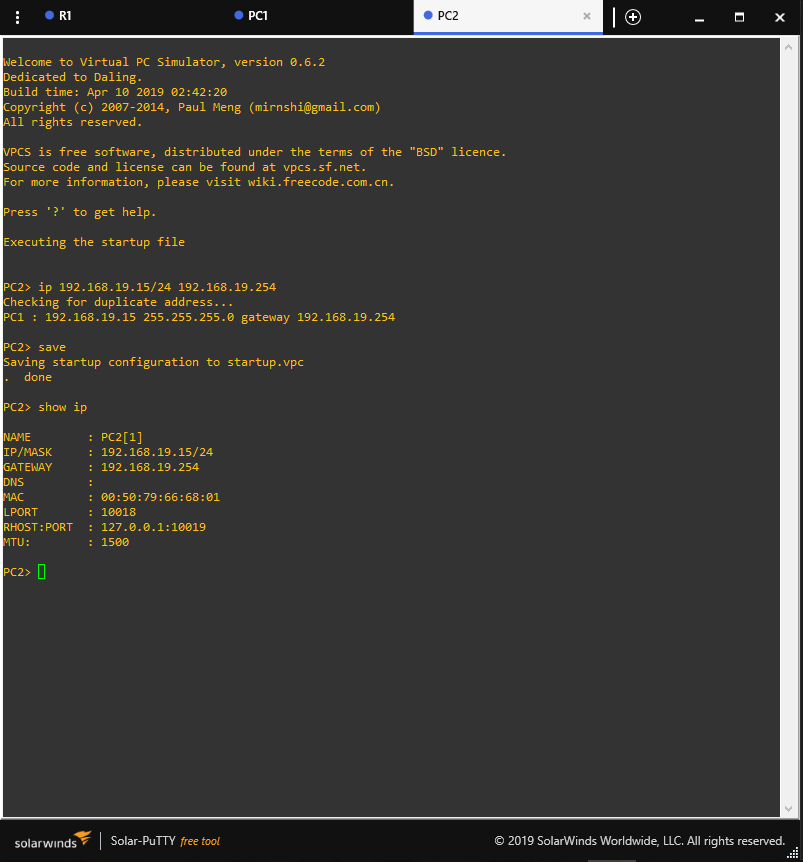 R1
PC1
PC2
Welcome to Virtual PC Simulator, version 0.6.2
Dedicated to Daling.
Build time: Apr 10 2019 02:42:20
Copyright (c) 2007-2014, Paul Meng (mirnshi@gmail.com)
All rights reserved.
VPCS is free software, distributed under the terms of the "BSD" licence.
Source code and license can be found at vpcs.sf.net.
For more information, please visit wiki.freecode.com.cn.
Press '?' to get help.
Executing the startup file
PC2> ip 192.168.19.15/24 192.168.19.254
Checking for duplicate address...
PC1 : 192.168.19.15 255.255.255.0 gateway 192.168.19.254
PC2> save
Saving startup configuration to startup.vpc
.  done
PC2> show ip
NAME        : PC2[1]
IP/MASK     : 192.168.19.15/24
GATEWAY     : 192.168.19.254
DNS         :
MAC         : 00:50:79:66:68:01
LPORT       : 10018
RHOST:PORT  : 127.0.0.1:10019
MTU:        : 1500
PC2>
solarwinds
Solar-PuTTY free tool
© 2019 SolarWinds Worldwide, LLC. All rights reserved.